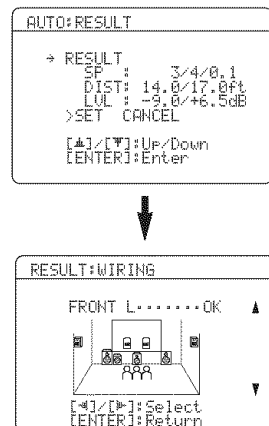 AUTO:RESULT
→ RESULT
SP : 3/4/0.1
DIST: 14.0/17.0ft
LVL : -9.0/+6.5dB
>SET CANCEL
[▲]/[▼]:Up/Down
[ENTER]:Enter
RESULT:WIRING
FRONT L.......OK
[◄]/[►]:Select
[ENTER]:Return